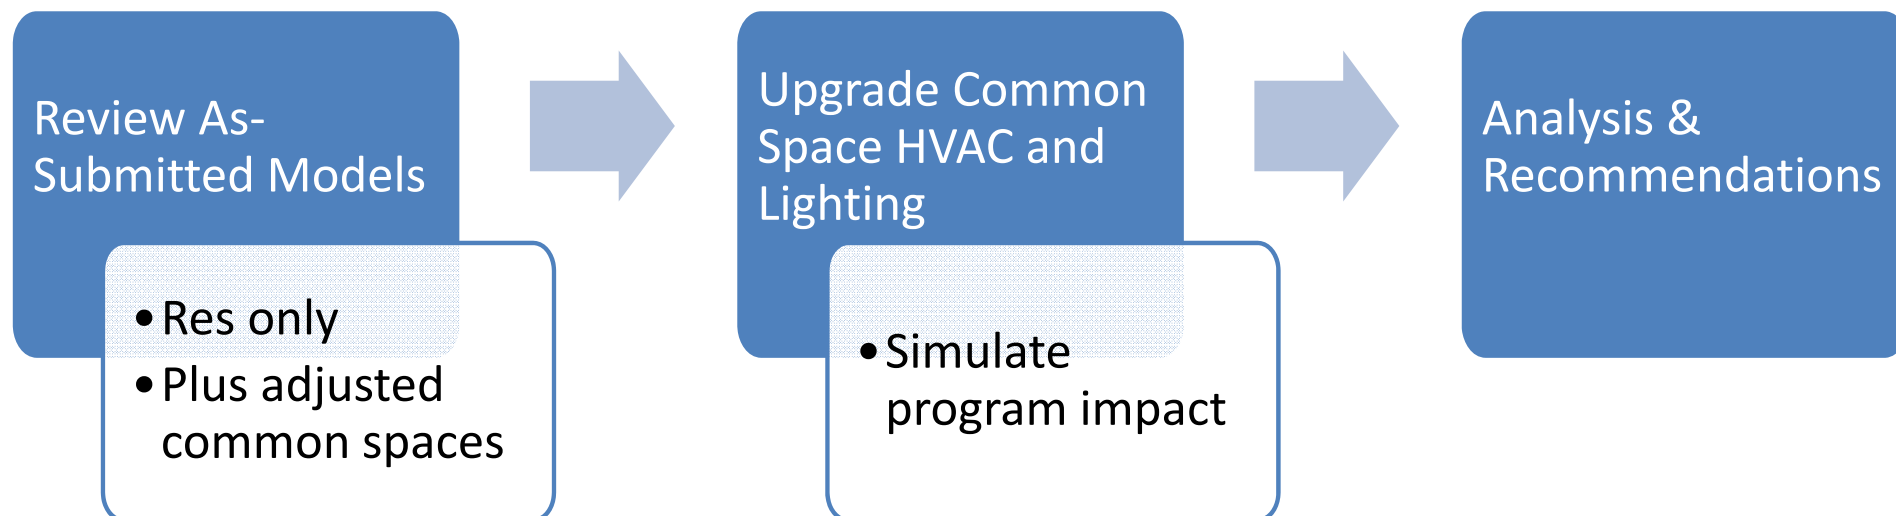 Review As-
Submitted Models
• Res only
• Plus adjusted
common spaces
Upgrade Common
Space HVAC and
Lighting
• Simulate
program impact
Analysis &
Recommendations